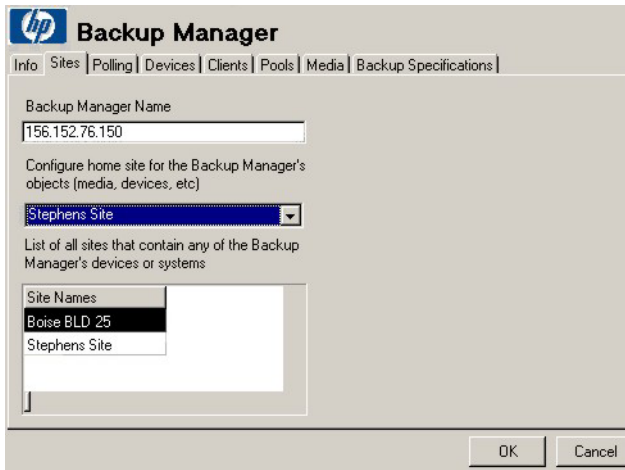 hp Backup Manager
Info Sites Polling Devices Clients Pools Media Backup Specifications
Backup Manager Name
156.152.76.150
Configure home site for the Backup Manager's
objects (media, devices, etc)
Stephens Site
List of all sites that contain any of the Backup
Manager's devices or systems
Site Names
Boise BLD 25
Stephens Site
OK Cancel